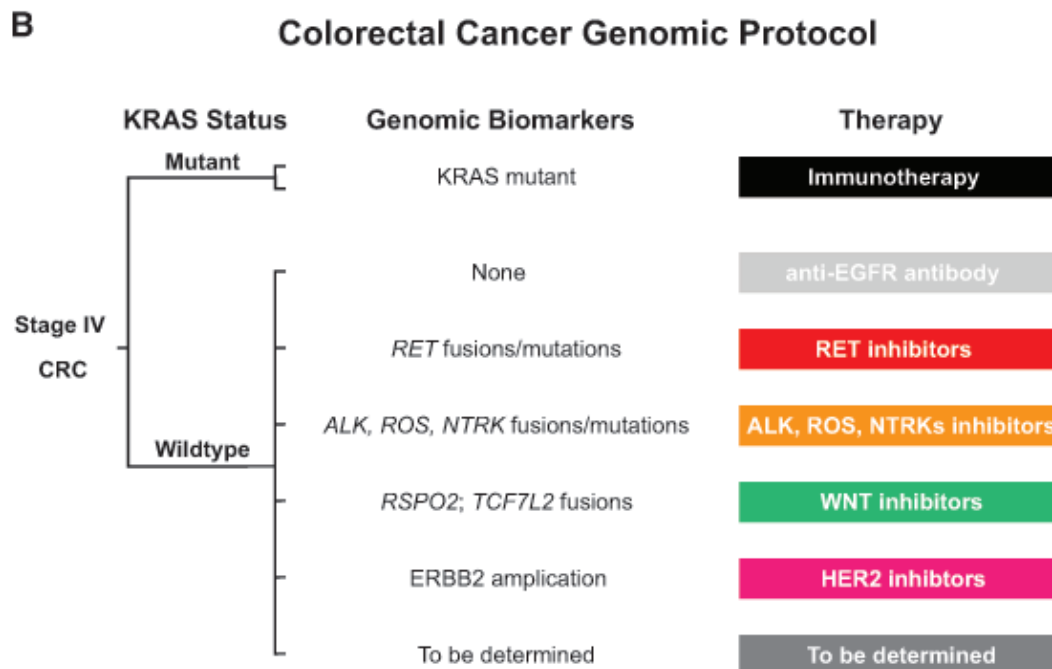 B
Colorectal Cancer Genomic Protocol
KRAS Status Genomic Biomarkers Therapy
Mutant
KRAS mutant Immunotherapy
None anti-EGFR antibody
Stage IV
CRC
RET fusions/mutations RET inhibitors
ALK, ROS, NTRK fusions/mutations ALK, ROS, NTRKs inhibitors
Wildtype
RSPO2; TCF7L2 fusions WNT inhibitors
ERBB2 amplication HER2 inhibtors
To be determined To be determined